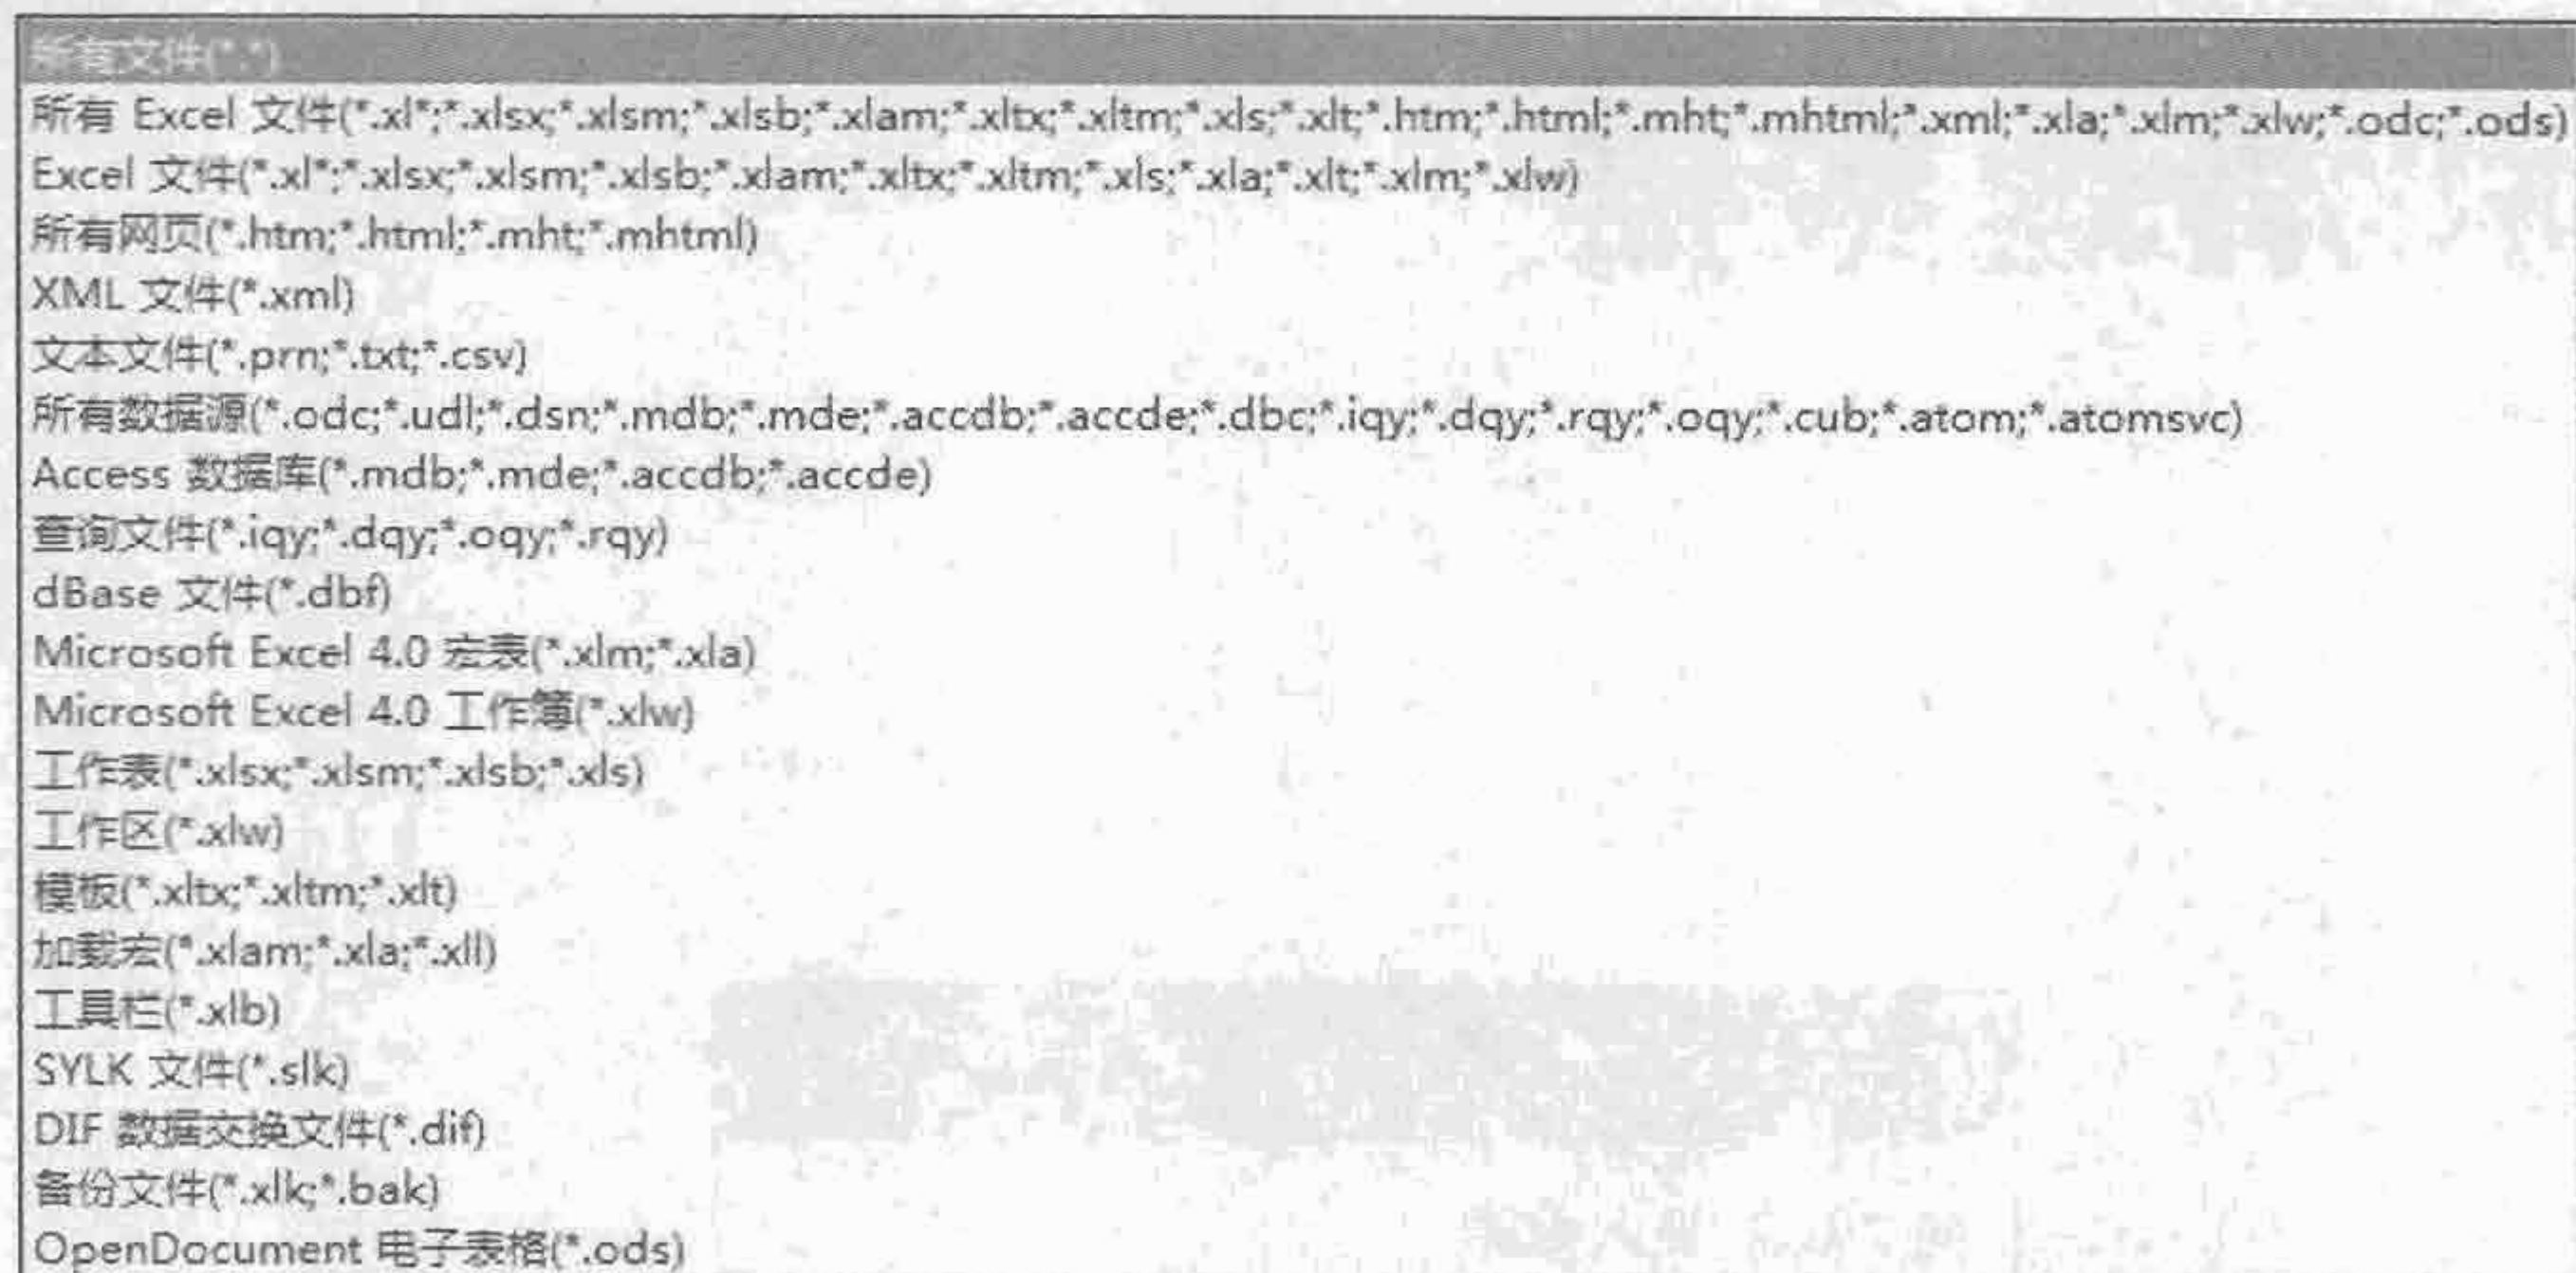 所有文件(*.*)
所有 Excel 文件(*.xl*;*.xlsx;*.xlsm;*.xlsb;*.xlam;*.xltx;*.xltm;*.xls;*.xlt;*.htm;*.html;*.mht;*.mhtml;*.xml;*.xla;*.xlm;*.xlw;*.odc;*.ods)
Excel 文件(*.xl*;*.xlsx;*.xlsm;*.xlsb;*.xlam;*.xltx;*.xltm;*.xls;*.xla;*.xlt;*.xlm;*.xlw)
所有网页(*.htm;*.html;*.mht;*.mhtml)
XML 文件(*.xml)
文本文件(*.prn;*.txt;*.csv)
所有数据源(*.odc;*.udl;*.dsn;*.mdb;*.mde;*.accdb;*.accde;*.dbc;*.iqy;*.dqy;*.rqy;*.oqy;*.cub;*.atom;*.atomsvc)
Access 数据库(*.mdb;*.mde;*.accdb;*.accde)
查询文件(*.iqy;*.dqy;*.oqy;*.rqy)
dBase 文件(*.dbf)
Microsoft Excel 4.0 宏表(*.xlm;*.xla)
Microsoft Excel 4.0 工作簿(*.xlw)
工作表(*.xlsx;*.xlsm;*.xlsb;*.xls)
工作区(*.xlw)
模板(*.xltx;*.xltm;*.xlt)
加载宏(*.xlam;*.xla;*.xll)
工具栏(*.xlb)
SYLK 文件(*.slk)
DIF 数据交换文件(*.dif)
备份文件(*.xlk;*.bak)
OpenDocument 电子表格(*.ods)